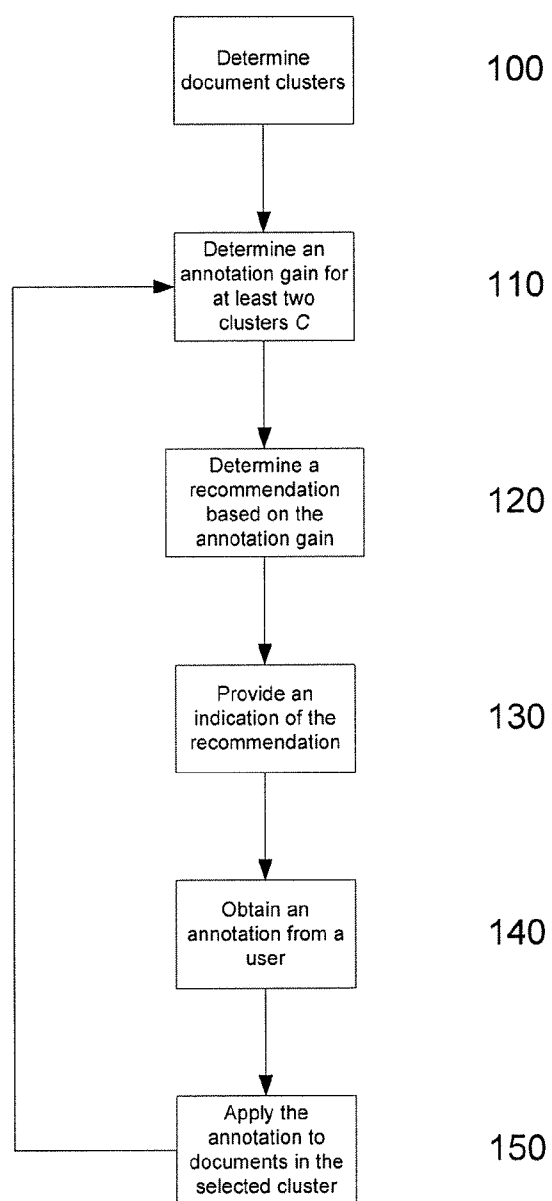 Determine
document clusters
100
Determine an
annotation gain for
at least two
clusters C
110
Determine a
recommendation
based on the
annotation gain
120
Provide an
indication of the
recommendation
130
Obtain an
annotation from a
user
140
Apply the
annotation to
documents in the
selected cluster
150